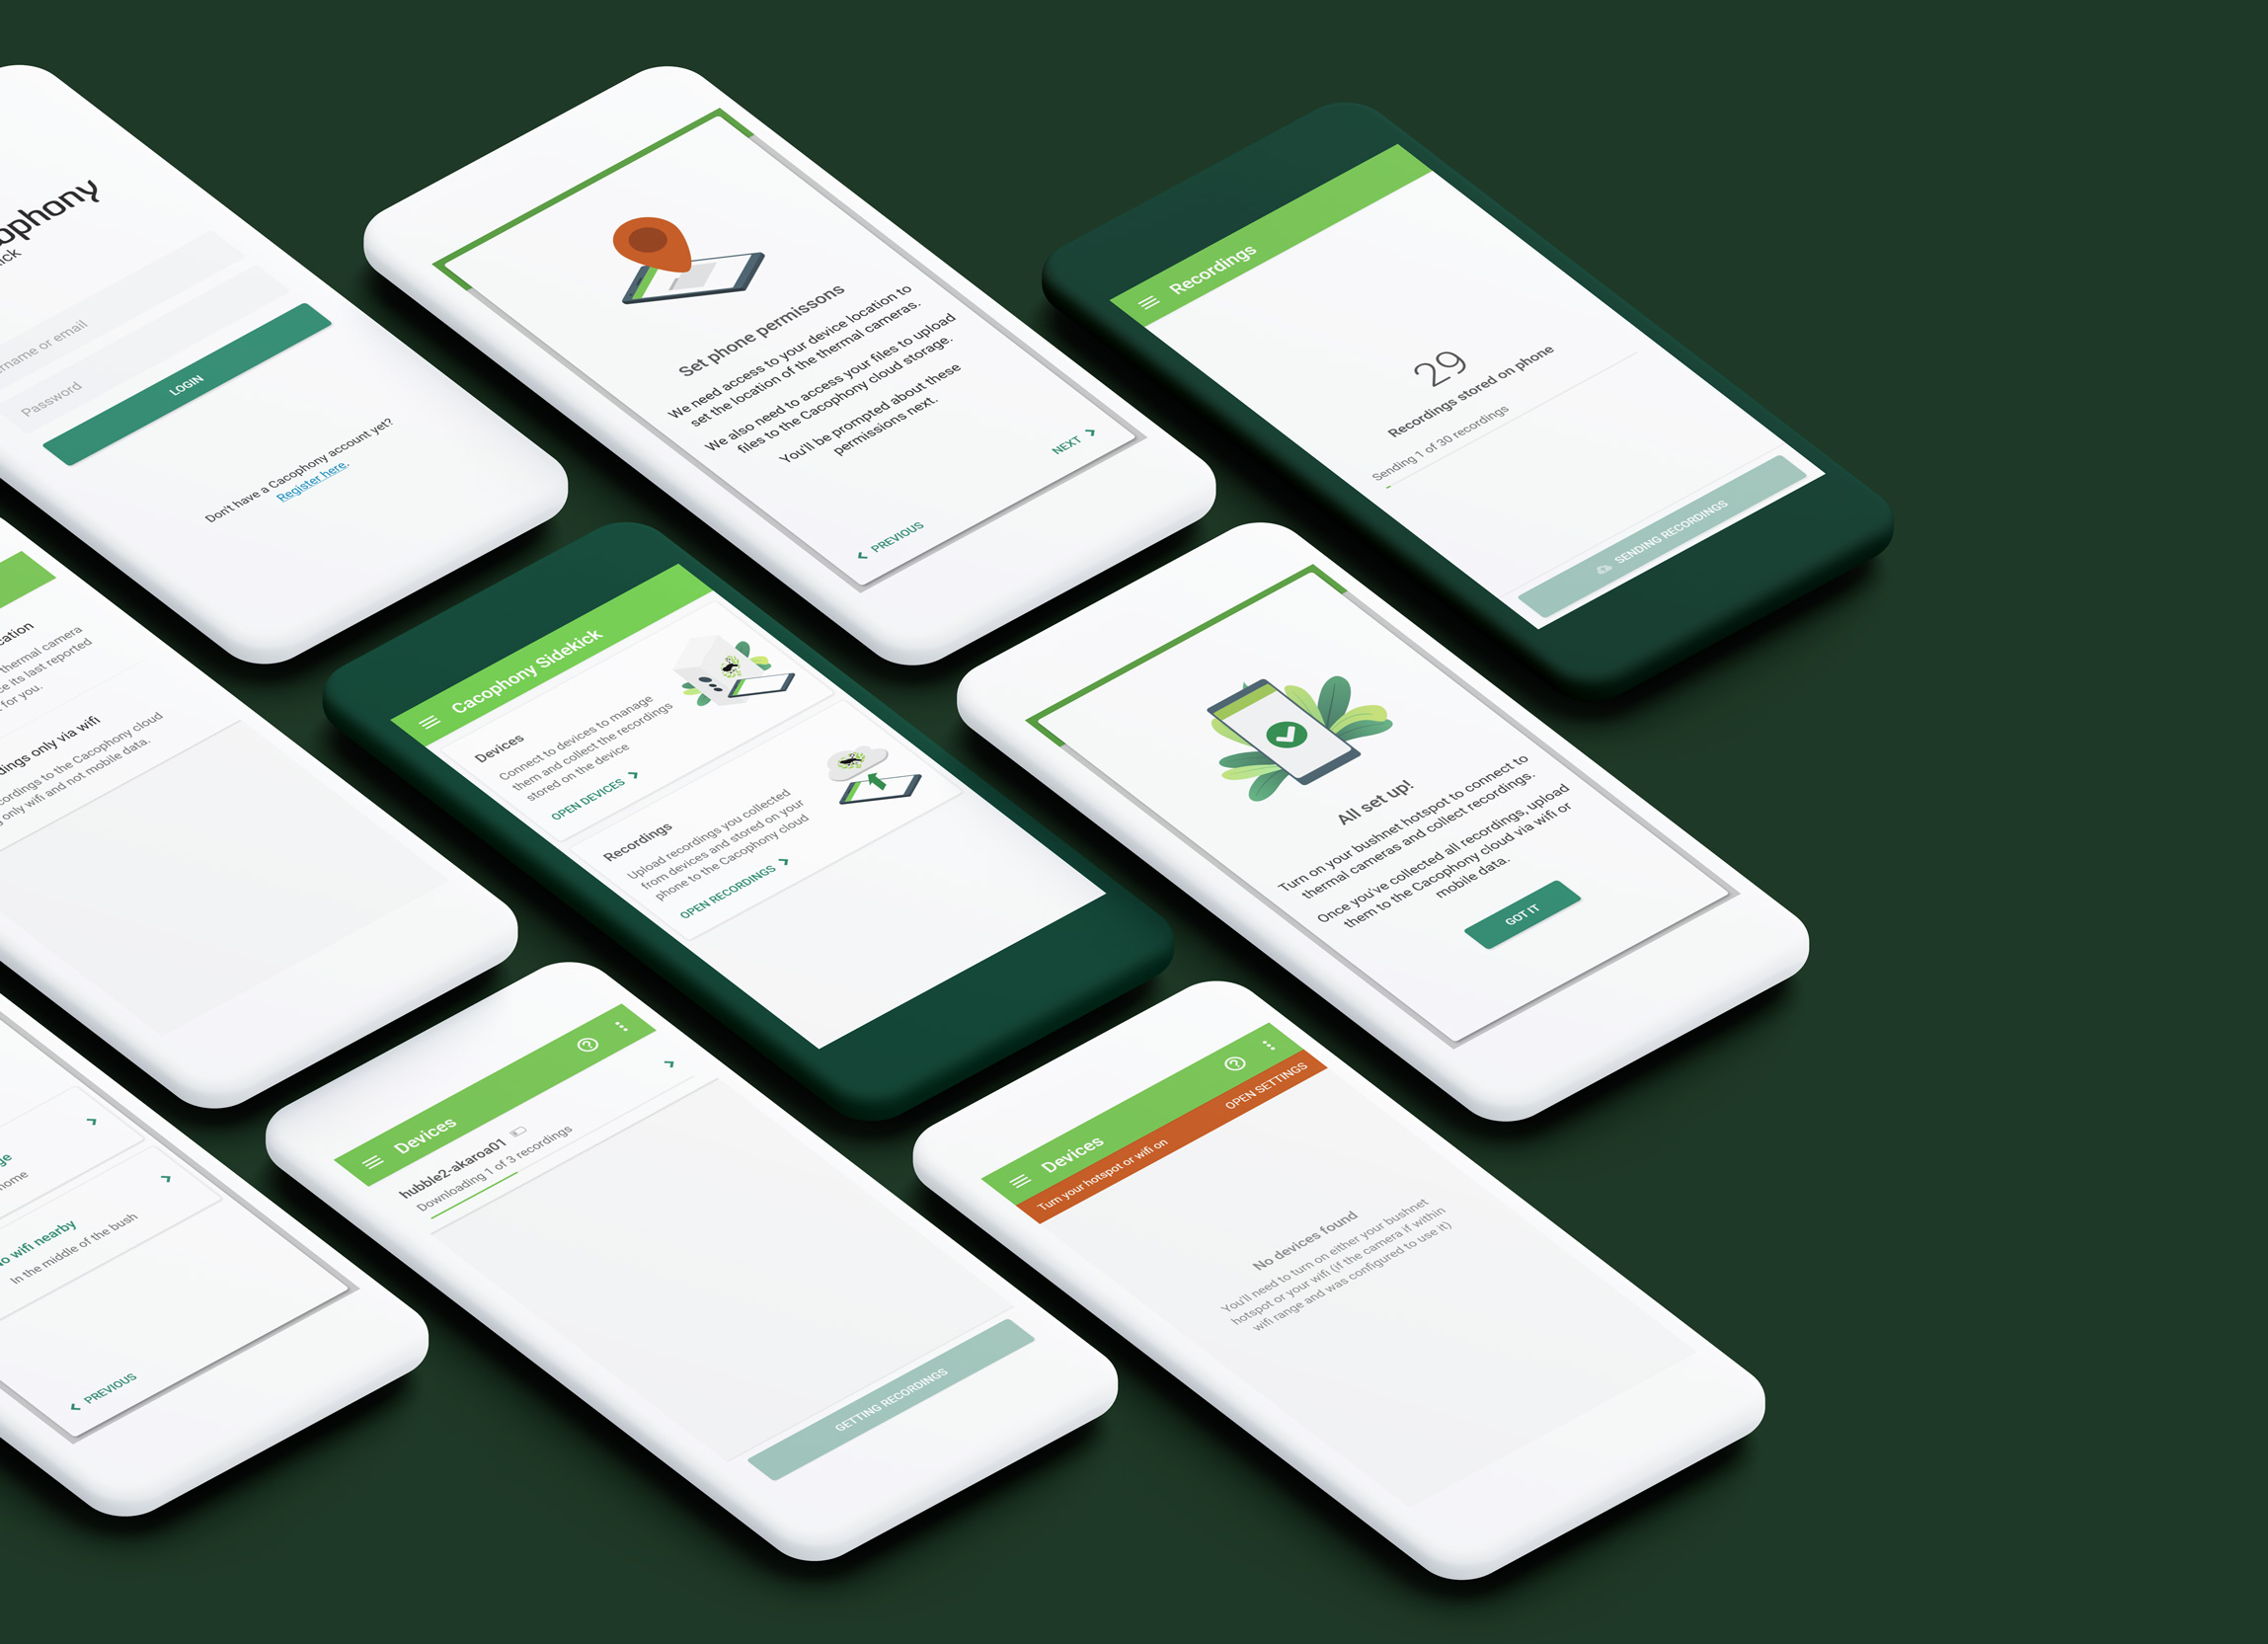 ophony
ick
rname or email
Password
LOGIN
Don't have a Cacophony account yet?
Register here.
Set phone permissons
We need access to your device location to
set the location of the thermal cameras.
We also need to access your files to upload
files to the Cacophony cloud storage.
You'll be prompted about these
permissions next.
NEXT
PREVIOUS
Recordings
29
Recordings stored on phone
Sending 1 of 30 recordings
SENDING RECORDINGS
cation
thermal camera
ce its last reported
t for you.
dings only via wifi
cordings to the Cacophony cloud
only wifi and not mobile data.
Cacophony Sidekick
Devices
Connect to devices to manage
them and collect the recordings
stored on the device
OPEN DEVICES
Recordings
Upload recordings you collected
from devices and stored on your
phone to the Cacophony cloud
OPEN RECORDINGS
All set up!
Turn on your bushnet hotspot to connect to
thermal cameras and collect recordings.
Once you've collected all recordings, upload
them to the Cacophony cloud via wifi or
mobile data.
GOT IT
ge
home
o wifi nearby
In the middle of the bush
PREVIOUS
Devices
hubble2-akaroa01
Downloading 1 of 3 recordings
GETTING RECORDINGS
Devices
Turn your hotspot or wifi on
OPEN SETTINGS
No devices found
You'll need to turn on either your bushnet
hotspot or your wifi (if the camera if within
wifi range and was configured to use it)